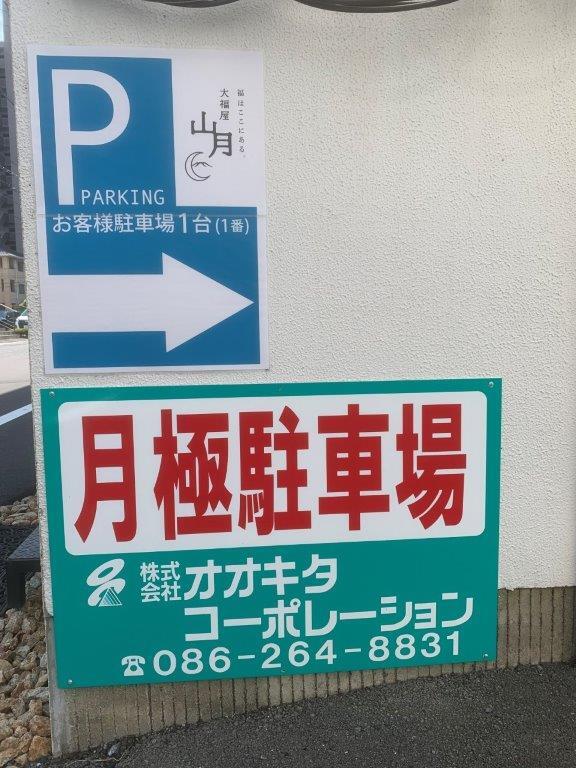 P
PARKING
福はここにある。
大福屋
山月
お客様駐車場1台(1番)
月極駐車場
株式会社
オオキタ
コーポレーション
☎086-264-8831